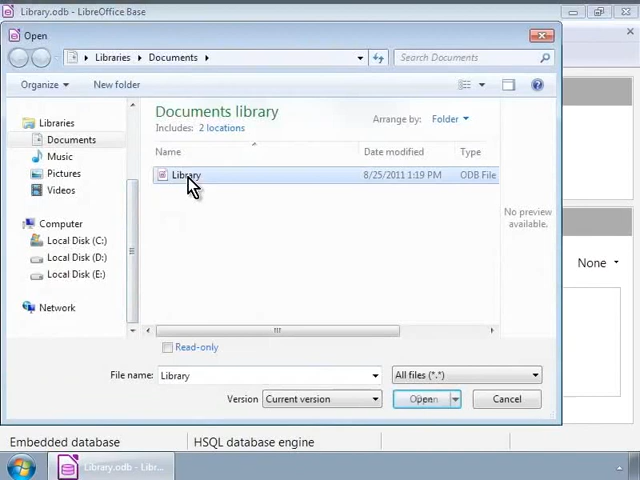 Library.odb - LibreOffice Base
Open
Libraries Documents
Search Documents
Organize New folder
Libraries
Documents
Music
Pictures
Videos
Computer
Local Disk (C:)
Local Disk (D:)
Local Disk (E:)
Network
Documents library
Includes: 2 locations
Arrange by: Folder
Name Date modified Type
Library 8/25/2011 1:19 PM ODB File
No preview
available.
None
Read-only
File name: Library All files (*.*)
Version Current version Open Cancel
Embedded database HSQL database engine
Library.odb - Libr...